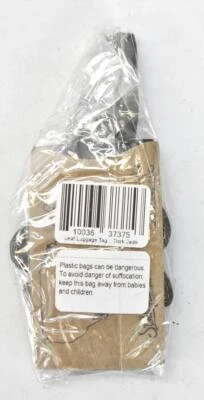 10036 37375
Leaf Luggage Tag... Dark Jade
Plastic bags can be dangerous.
To avoid danger of suffocation,
keep this bag away from babies
and children.